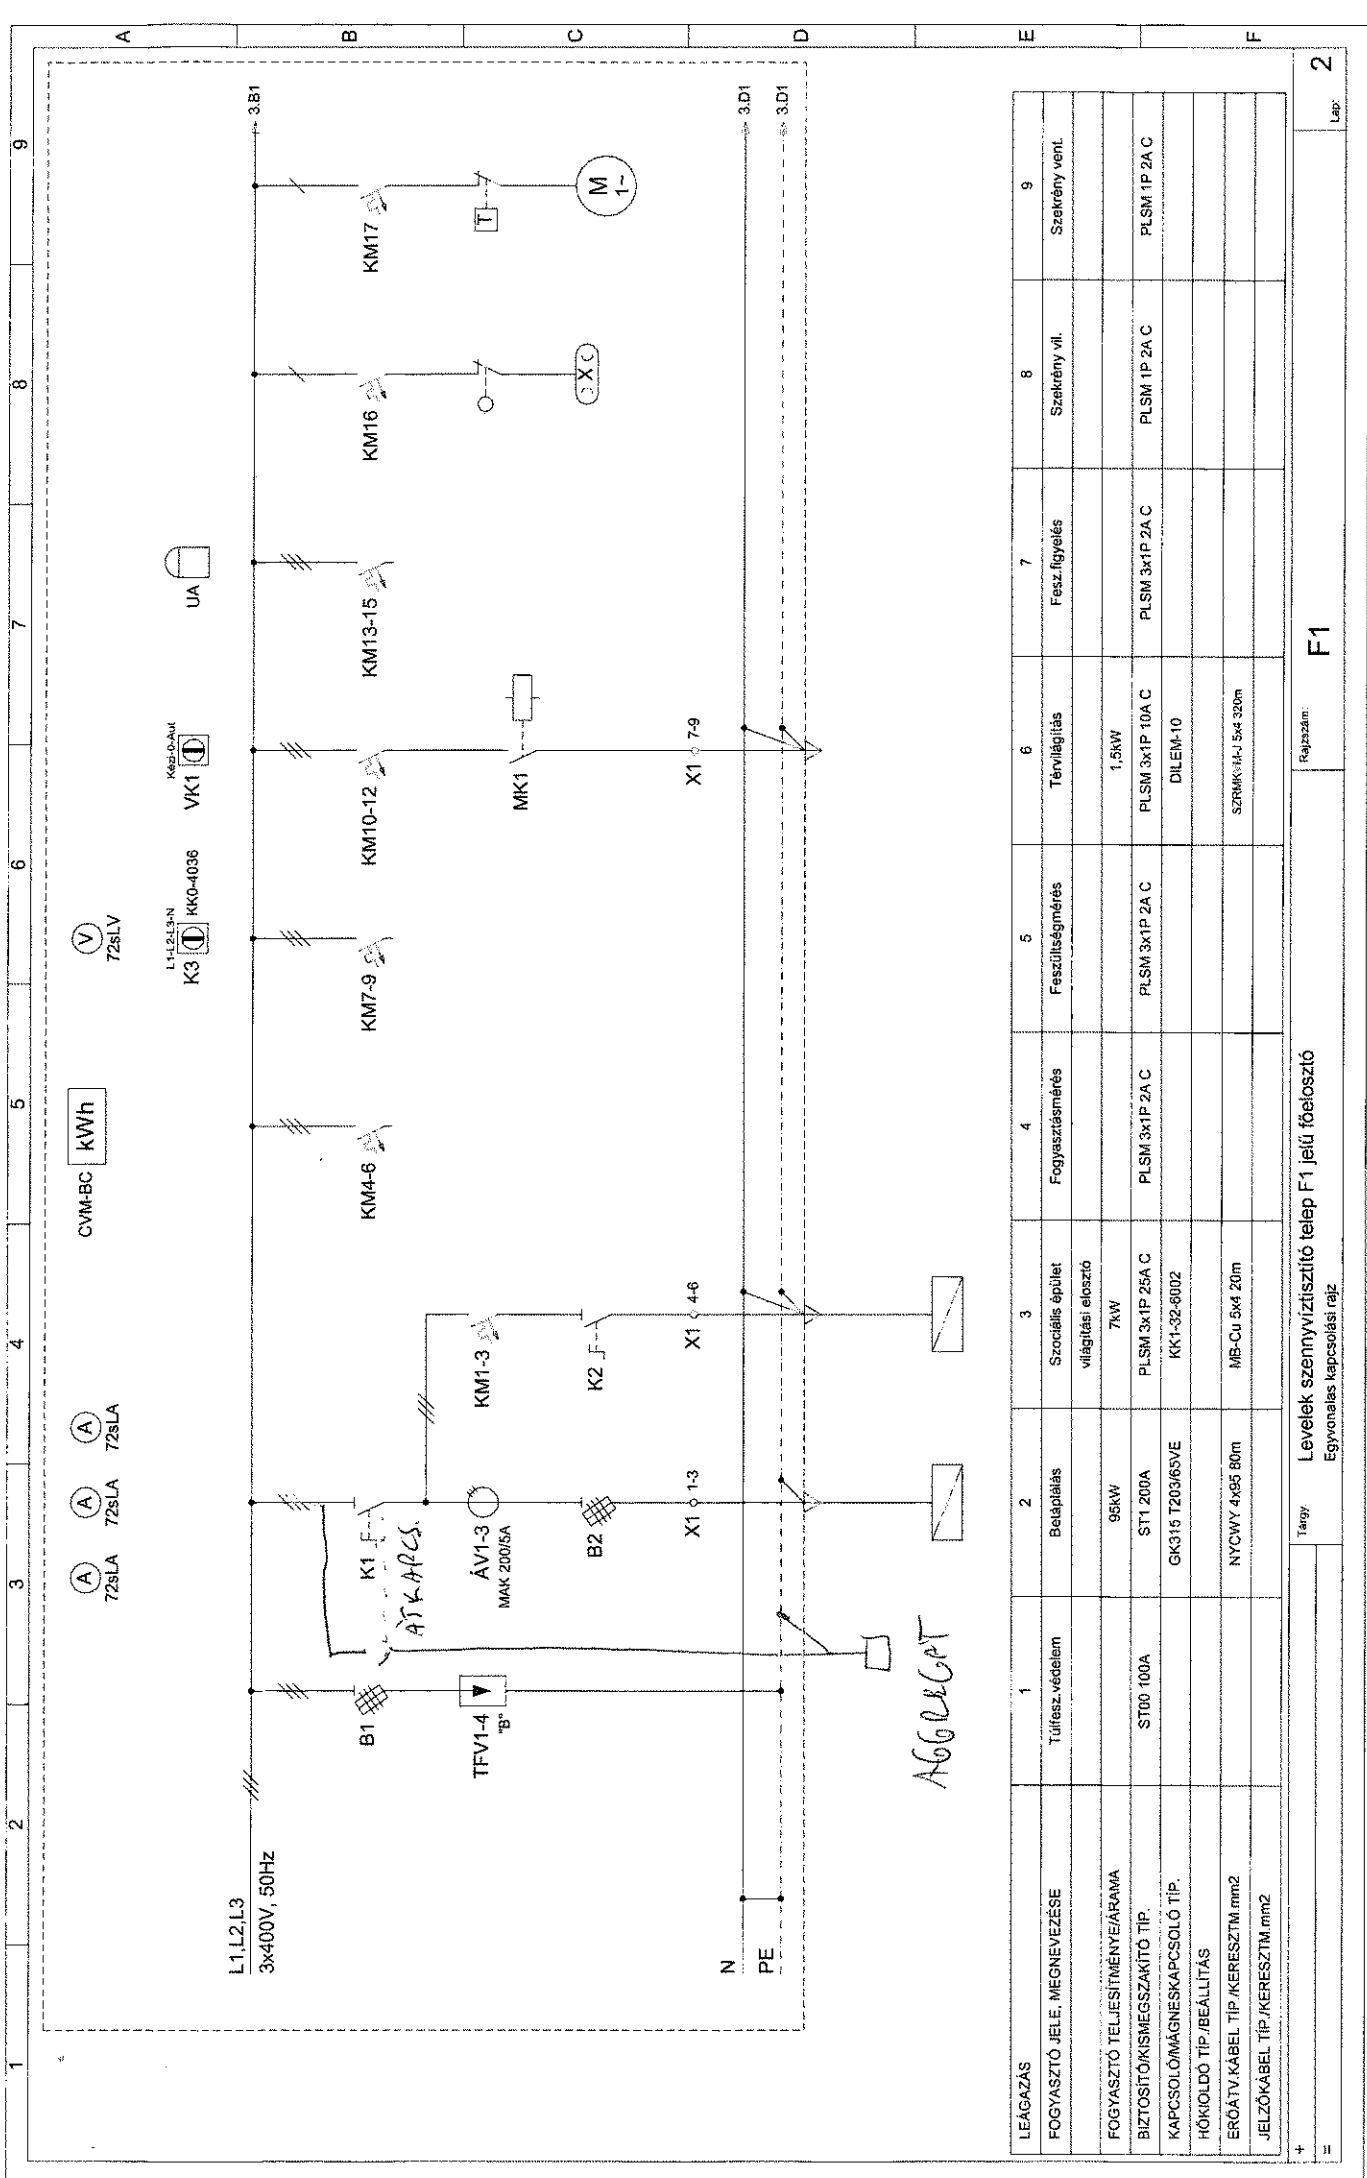 1 2 3 4 5 6 7 8 9
A
B
C
D
E
F
72sLA
A
72sLA
A
72sLA
A
CVM-BC kWh
V
72sLV
L1-L2-L3-N
K3 KK0-4036
Kézi-0-Aut
VK1
UA
L1,L2,L3
3x400V, 50Hz
3.B1
B1
K1
ÁTKAPCS.
KM4-6
KM7-9
KM10-12
KM13-15
KM16
KM17
TFV1-4
"B"
ÁV1-3
MAK 200/5A
KM1-3
MK1
T
B2
K2
X
M
1~
X1 1-3
X1 4-6
X1 7-9
N
3.D1
PE
3.D1
AGGREGÁT
LEÁGAZÁS 1 2 3 4 5 6 7 8 9
FOGYASZTÓ JELE, MEGNEVEZÉSE Túlfesz.védelem Betáplálás Szociális épület Fogyasztásmérés Feszültségmérés Térvilágítás Fesz.figyelés Szekrény vil. Szekrény vent.
világítási elosztó
FOGYASZTÓ TELJESÍTMÉNYE/ÁRAMA 95kW 7kW 1,5kW
BIZTOSÍTÓ/KISMEGSZAKÍTÓ TÍP. ST00 100A ST1 200A PLSM 3x1P 25A C PLSM 3x1P 2A C PLSM 3x1P 2A C PLSM 3x1P 10A C PLSM 3x1P 2A C PLSM 1P 2A C PLSM 1P 2A C
KAPCSOLÓ/MÁGNESKAPCSOLÓ TÍP. GK315 T203/65VE KK1-32-6002 DILEM-10
HŐKIOLDÓ TÍP./BEÁLLÍTÁS
ERŐÁTV.KÁBEL TÍP./KERESZTM.mm2 NYCWY 4x95 80m MB-Cu 5x4 20m 5x4 320m
JELZŐKÁBEL TÍP./KERESZTM.mm2
+
=
Tárgy: Levelek szennyvíztisztító telep F1 jelű főelosztó
Egyvonalas kapcsolási rajz
Rajzszám: F1
Lap: 2